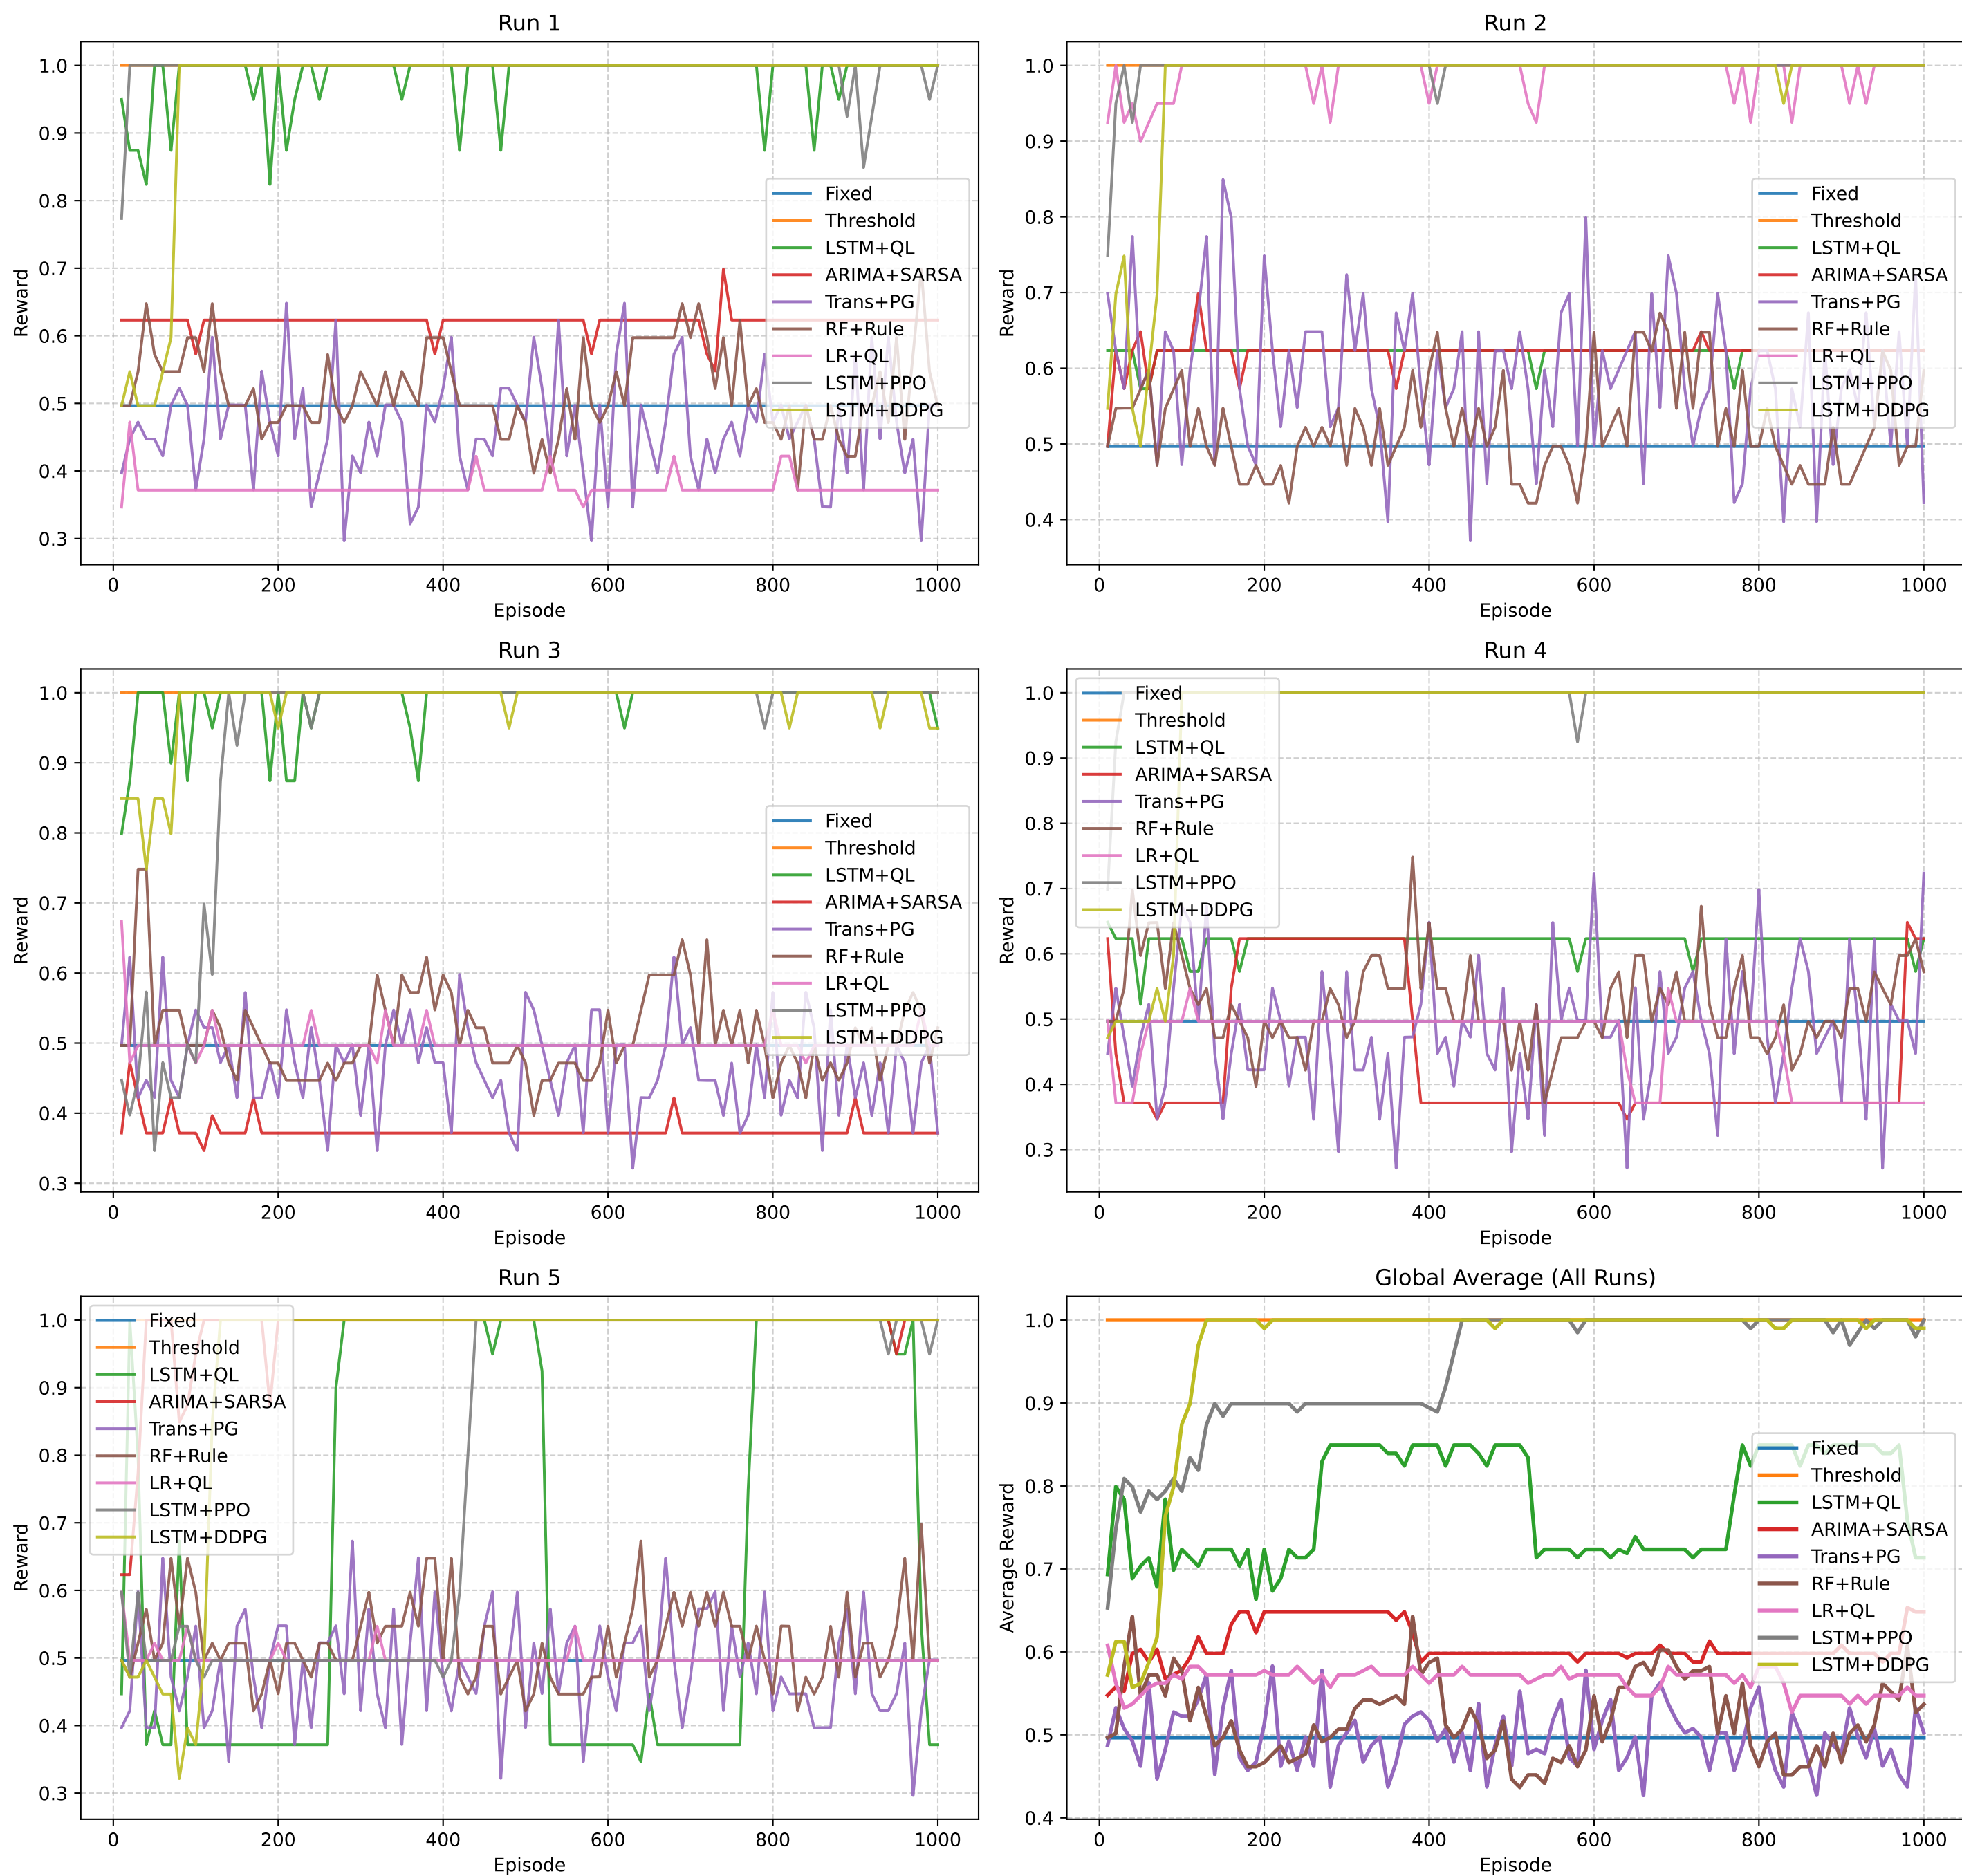 Run 1
1.0
0.9
0.8
0.7
0.6
0.5
0.4
0.3
Reward
0
200
400
600
800
1000
Episode
Fixed
Threshold
LSTM+QL
ARIMA+SARSA
Trans+PG
RF+Rule
LR+QL
LSTM+PPO
LSTM+DDPG
Run 2
1.0
0.9
0.8
0.7
0.6
0.5
0.4
Reward
0
200
400
600
800
1000
Episode
Fixed
Threshold
LSTM+QL
ARIMA+SARSA
Trans+PG
RF+Rule
LR+QL
LSTM+PPO
LSTM+DDPG
Run 3
1.0
0.9
0.8
0.7
0.6
0.5
0.4
0.3
Reward
0
200
400
600
800
1000
Episode
Fixed
Threshold
LSTM+QL
ARIMA+SARSA
Trans+PG
RF+Rule
LR+QL
LSTM+PPO
LSTM+DDPG
Run 4
1.0
0.9
0.8
0.7
0.6
0.5
0.4
0.3
Reward
0
200
400
600
800
1000
Episode
Fixed
Threshold
LSTM+QL
ARIMA+SARSA
Trans+PG
RF+Rule
LR+QL
LSTM+PPO
LSTM+DDPG
Run 5
1.0
0.9
0.8
0.7
0.6
0.5
0.4
0.3
Reward
0
200
400
600
800
1000
Episode
Fixed
Threshold
LSTM+QL
ARIMA+SARSA
Trans+PG
RF+Rule
LR+QL
LSTM+PPO
LSTM+DDPG
Global Average (All Runs)
1.0
0.9
0.8
0.7
0.6
0.5
0.4
Average Reward
0
200
400
600
800
1000
Episode
Fixed
Threshold
LSTM+QL
ARIMA+SARSA
Trans+PG
RF+Rule
LR+QL
LSTM+PPO
LSTM+DDPG